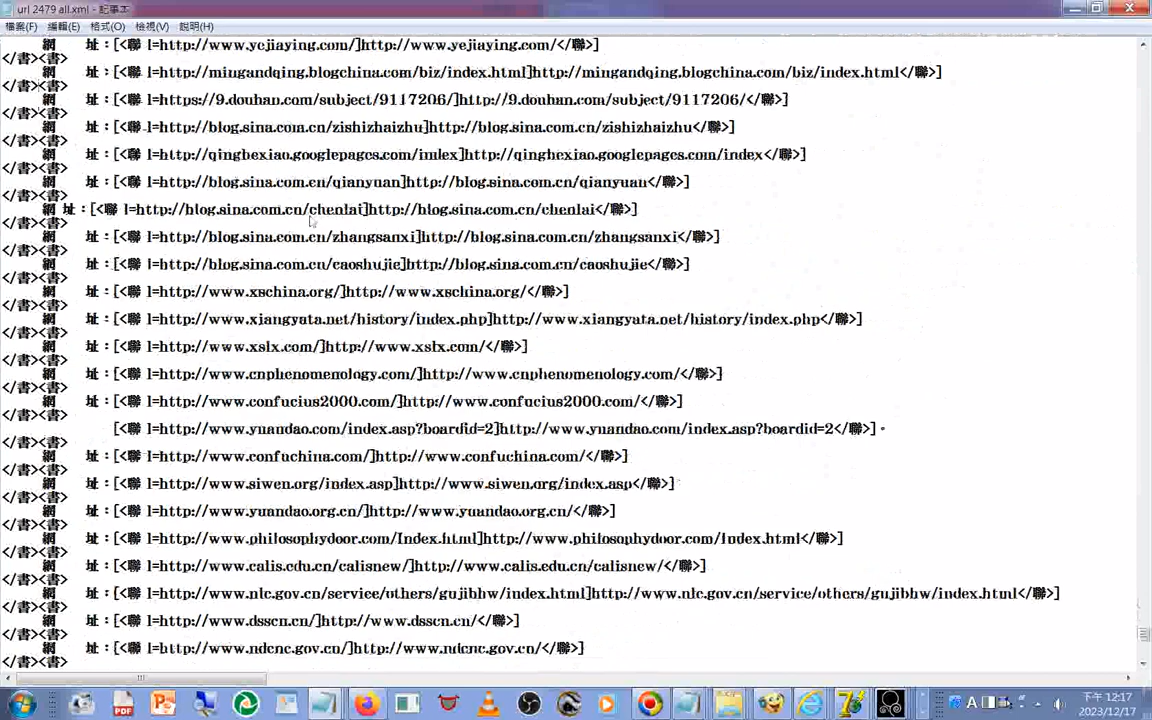 url 2479 all.xml - 記事本
檔案(F) 編輯(E) 格式(O) 檢視(V) 說明(H)
網 址：[<聯 l=http://www.yejiaying.com/]http://www.yejiaying.com/</聯>]
</書><書>
網 址：[<聯 l=http://mingandqing.blogchina.com/biz/index.html]http://mingandqing.blogchina.com/biz/index.html</聯>]
</書><書>
網 址：[<聯 l=https://9.douban.com/subject/9117206/]http://9.douban.com/subject/9117206/</聯>]
</書><書>
網 址：[<聯 l=http://blog.sina.com.cn/zishizhaizhu]http://blog.sina.com.cn/zishizhaizhu</聯>]
</書><書>
網 址：[<聯 l=http://qingbexiao.googlepages.com/index]http://qingbexiao.googlepages.com/index</聯>]
</書><書>
網 址：[<聯 l=http://blog.sina.com.cn/qianyuan]http://blog.sina.com.cn/qianyuan</聯>]
</書><書>
網 址：[<聯 l=http://blog.sina.com.cn/chenlai]http://blog.sina.com.cn/chenlai</聯>]
</書><書>
網 址：[<聯 l=http://blog.sina.com.cn/zhangsanxi]http://blog.sina.com.cn/zhangsanxi</聯>]
</書><書>
網 址：[<聯 l=http://blog.sina.com.cn/caoshujie]http://blog.sina.com.cn/caoshujie</聯>]
</書><書>
網 址：[<聯 l=http://www.xschina.org/]http://www.xschina.org/</聯>]
</書><書>
網 址：[<聯 l=http://www.xiangyata.net/history/index.php]http://www.xiangyata.net/history/index.php</聯>]
</書><書>
網 址：[<聯 l=http://www.xslx.com/]http://www.xslx.com/</聯>]
</書><書>
網 址：[<聯 l=http://www.cnphenomenology.com/]http://www.cnphenomenology.com/</聯>]
</書><書>
網 址：[<聯 l=http://www.confucius2000.com/]http://www.confucius2000.com/</聯>]
</書><書>
[<聯 l=http://www.yuandao.com/index.asp?boardid=2]http://www.yuandao.com/index.asp?boardid=2</聯>]。
</書><書>
網 址：[<聯 l=http://www.confuchina.com/]http://www.confuchina.com/</聯>]
</書><書>
網 址：[<聯 l=http://www.siwen.org/index.asp]http://www.siwen.org/index.asp</聯>]
</書><書>
網 址：[<聯 l=http://www.yuandao.org.cn/]http://www.yuandao.org.cn/</聯>]
</書><書>
網 址：[<聯 l=http://www.philosophydoor.com/Index.html]http://www.philosophydoor.com/Index.html</聯>]
</書><書>
網 址：[<聯 l=http://www.calis.edu.cn/calisnew/]http://www.calis.edu.cn/calisnew/</聯>]
</書><書>
網 址：[<聯 l=http://www.nlc.gov.cn/service/others/gujibhw/index.html]http://www.nlc.gov.cn/service/others/gujibhw/index.html</聯>]
</書><書>
網 址：[<聯 l=http://www.dsscn.cn/]http://www.dsscn.cn/</聯>]
</書><書>
網 址：[<聯 l=http://www.ndcnc.gov.cn/]http://www.ndcnc.gov.cn/</聯>]
</書><書>
下午 12:17
2023/12/17